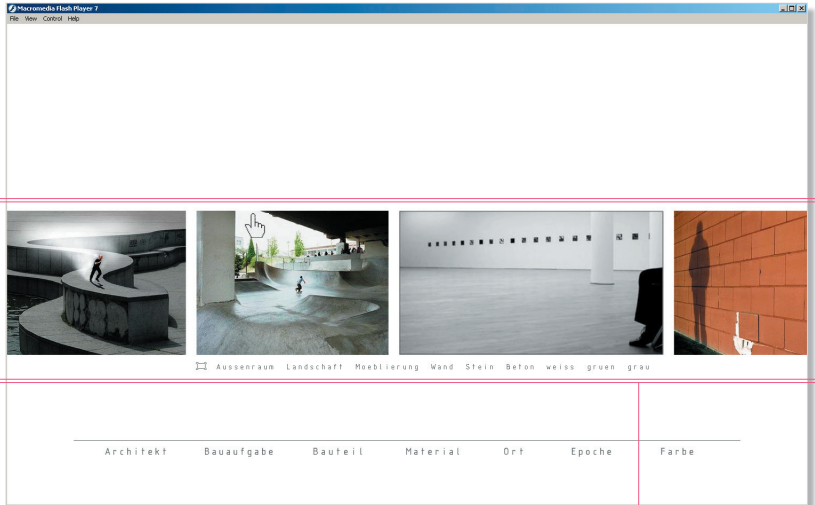 Macromedia Flash Player 7
File View Control Help
Aussenraum Landschaft Moeblierung Wand Stein Beton weiss gruen grau
Architekt Bauaufgabe Bauteil Material Ort Epoche Farbe